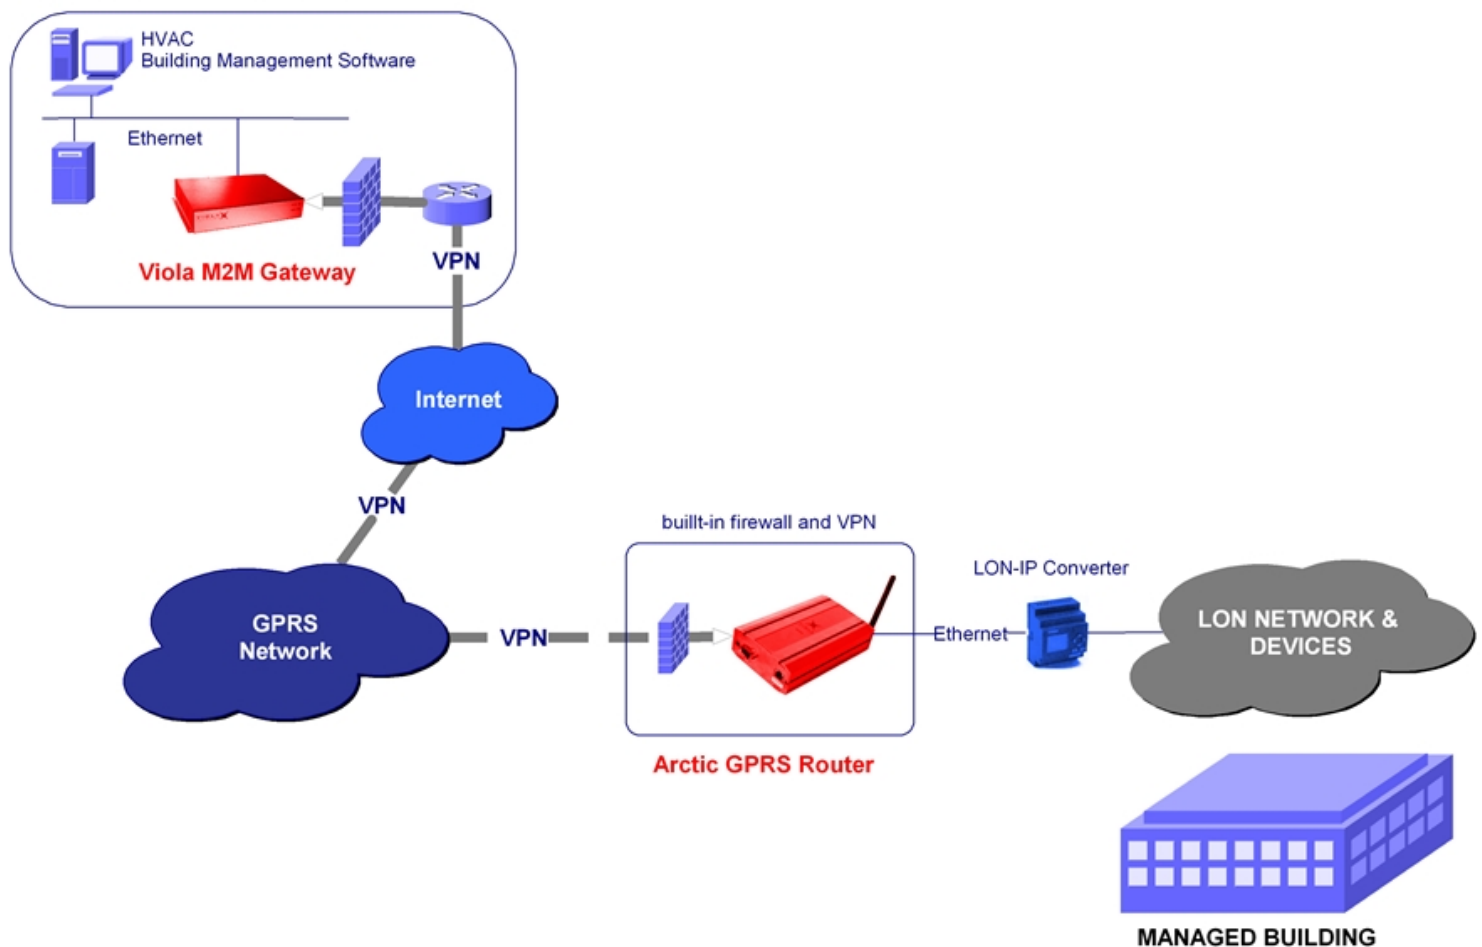 HVAC
Building Management Software
Ethernet
Viola M2M Gateway
VPN
Internet
VPN
GPRS
Network
VPN
buillt-in firewall and VPN
Arctic GPRS Router
Ethernet
LON-IP Converter
LON NETWORK &
DEVICES
MANAGED BUILDING